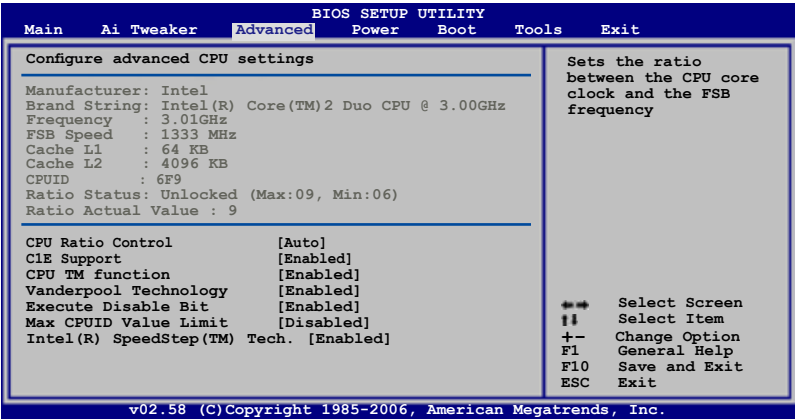 BIOS SETUP UTILITY
Main Ai Tweaker Advanced Power Boot Tools Exit
Configure advanced CPU settings
Manufacturer: Intel
Brand String: Intel(R) Core(TM)2 Duo CPU @ 3.00GHz
Frequency : 3.01GHz
FSB Speed : 1333 MHz
Cache L1 : 64 KB
Cache L2 : 4096 KB
CPUID : 6F9
Ratio Status: Unlocked (Max:09, Min:06)
Ratio Actual Value : 9
CPU Ratio Control [Auto]
C1E Support [Enabled]
CPU TM function [Enabled]
Vanderpool Technology [Enabled]
Execute Disable Bit [Enabled]
Max CPUID Value Limit [Disabled]
Intel(R) SpeedStep(TM) Tech. [Enabled]
Sets the ratio
between the CPU core
clock and the FSB
frequency
←→ Select Screen
↑↓ Select Item
+- Change Option
F1 General Help
F10 Save and Exit
ESC Exit
v02.58 (C)Copyright 1985-2006, American Megatrends, Inc.